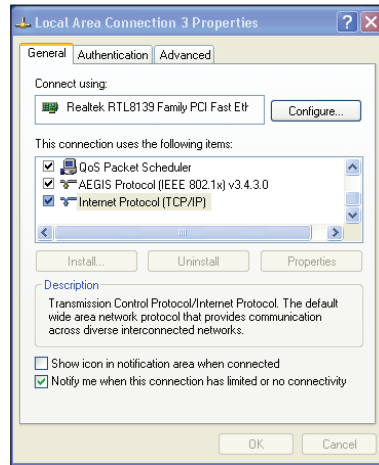 Local Area Connection 3 Properties
General Authentication Advanced
Connect using:
Realtek RTL8139 Family PCI Fast Eth
Configure...
This connection uses the following items:
QoS Packet Scheduler
AEGIS Protocol (IEEE 802.1x) v3.4.3.0
Internet Protocol (TCP/IP)
Install... Uninstall Properties
Description
Transmission Control Protocol/Internet Protocol. The default
wide area network protocol that provides communication
across diverse interconnected networks.
Show icon in notification area when connected
Notify me when this connection has limited or no connectivity
OK Cancel